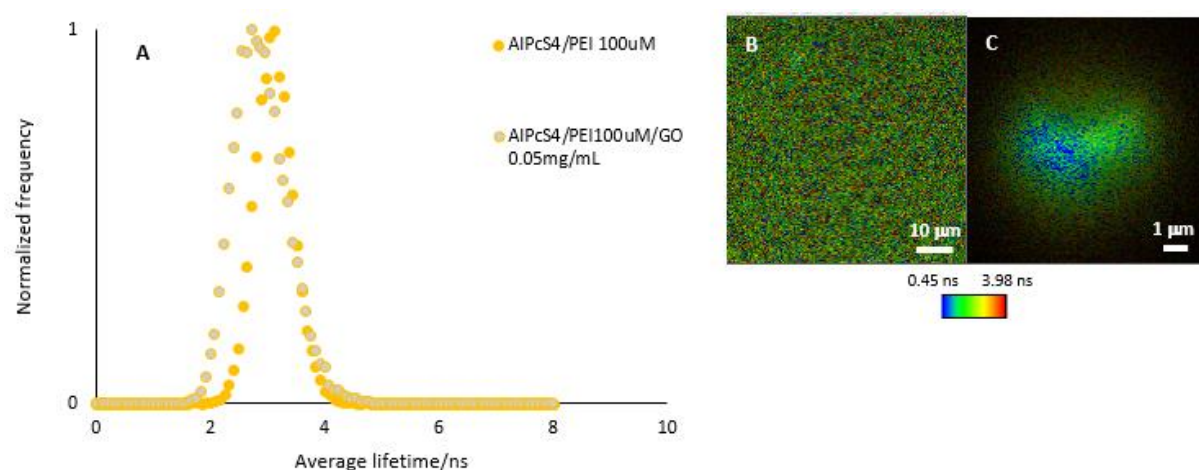 1
A
AlPcS4/PEI 100uM
AlPcS4/PEI100uM/GO
0.05mg/mL
Normalized frequency
0
0
2
4
6
8
10
Average lifetime/ns
B
10 µm
C
1 µm
0.45 ns
3.98 ns